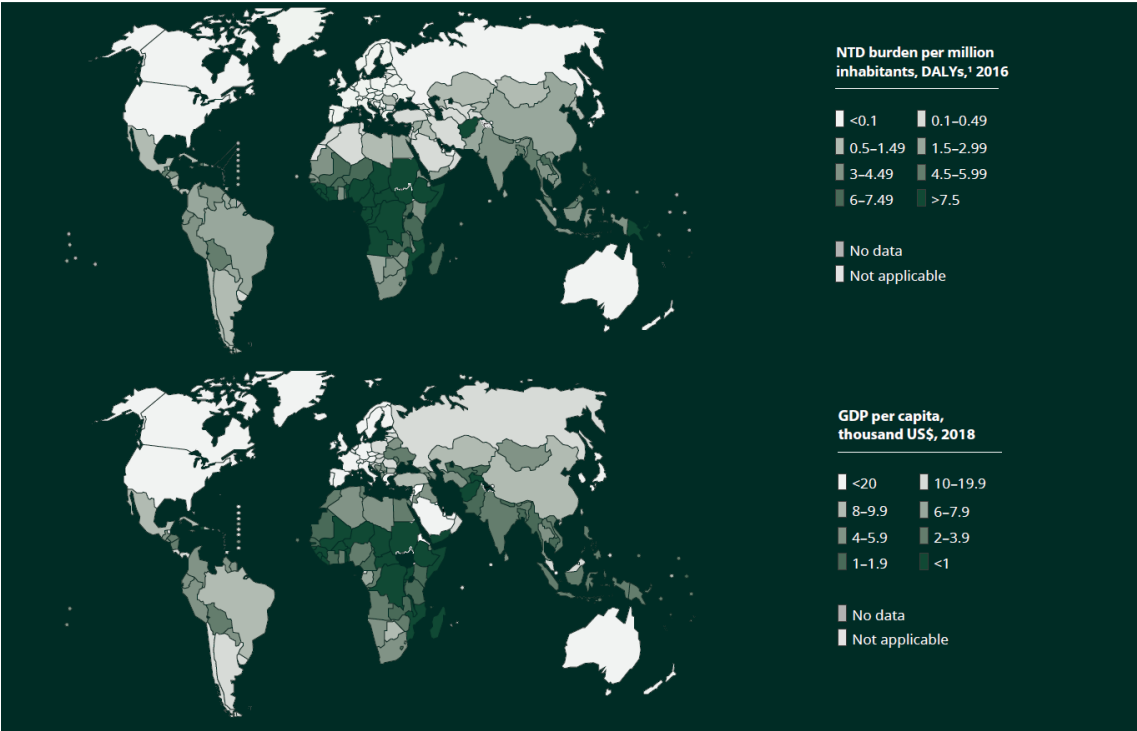 NTD burden per million
inhabitants, DALYs,¹ 2016
<0.1 0.1–0.49
0.5–1.49 1.5–2.99
3–4.49 4.5–5.99
6–7.49 >7.5
No data
Not applicable
GDP per capita,
thousand US$, 2018
<20 10–19.9
8–9.9 6–7.9
4–5.9 2–3.9
1–1.9 <1
No data
Not applicable